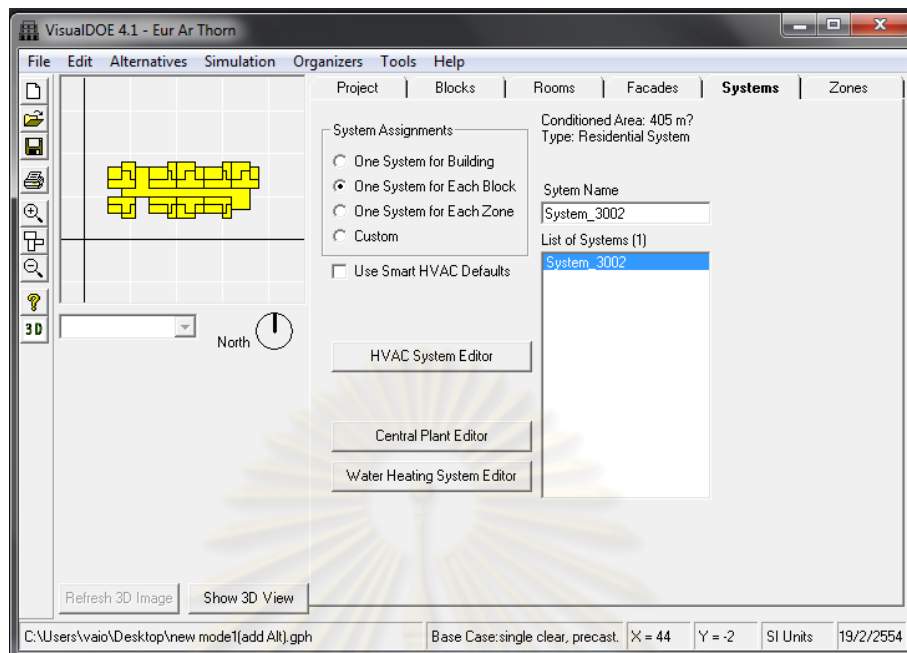 VisualDOE 4.1 - Eur Ar Thorn
File Edit Alternatives Simulation Organizers Tools Help
Project Blocks Rooms Facades Systems Zones
System Assignments
One System for Building
One System for Each Block
One System for Each Zone
Custom
Use Smart HVAC Defaults
HVAC System Editor
Central Plant Editor
Water Heating System Editor
Conditioned Area: 405 m?
Type: Residential System
Sytem Name
System_3002
List of Systems (1)
System_3002
3D
North
Refresh 3D Image Show 3D View
C:\Users\vaio\Desktop\new mode1(add Alt).gph Base Case:single clear, precast. X = 44 Y = -2 SI Units 19/2/2554